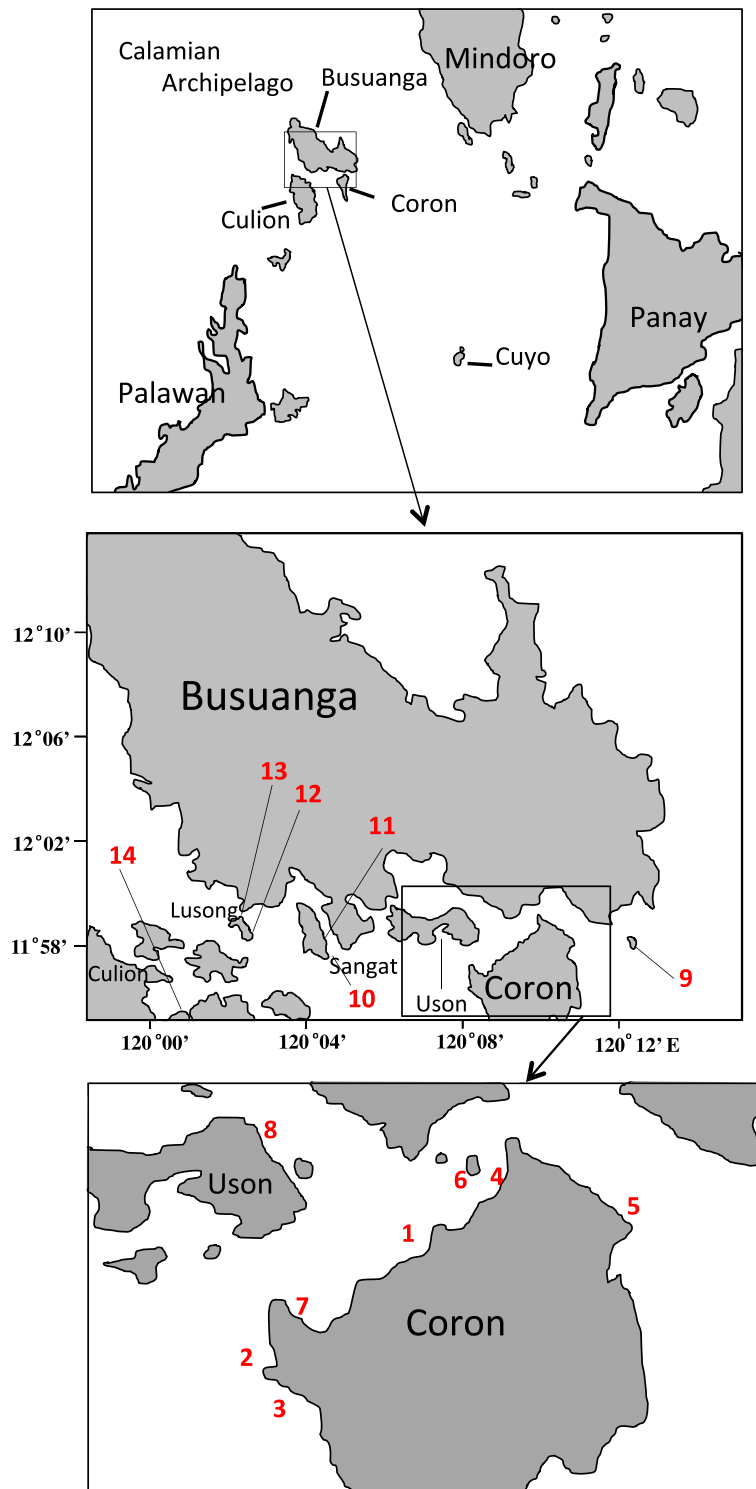 Calamian
Archipelago
Busuanga
Mindoro
Culion
Coron
Panay
Cuyo
Palawan
12°10’
Busuanga
12°06’
13
12
11
12°02’
14
Lusong
11°58’
Culion
Sangat
10
Uson
Coron
9
120°00’ 120°04’ 120°08’ 120°12’ E
8
Uson
6
4
5
1
7
Coron
2
3